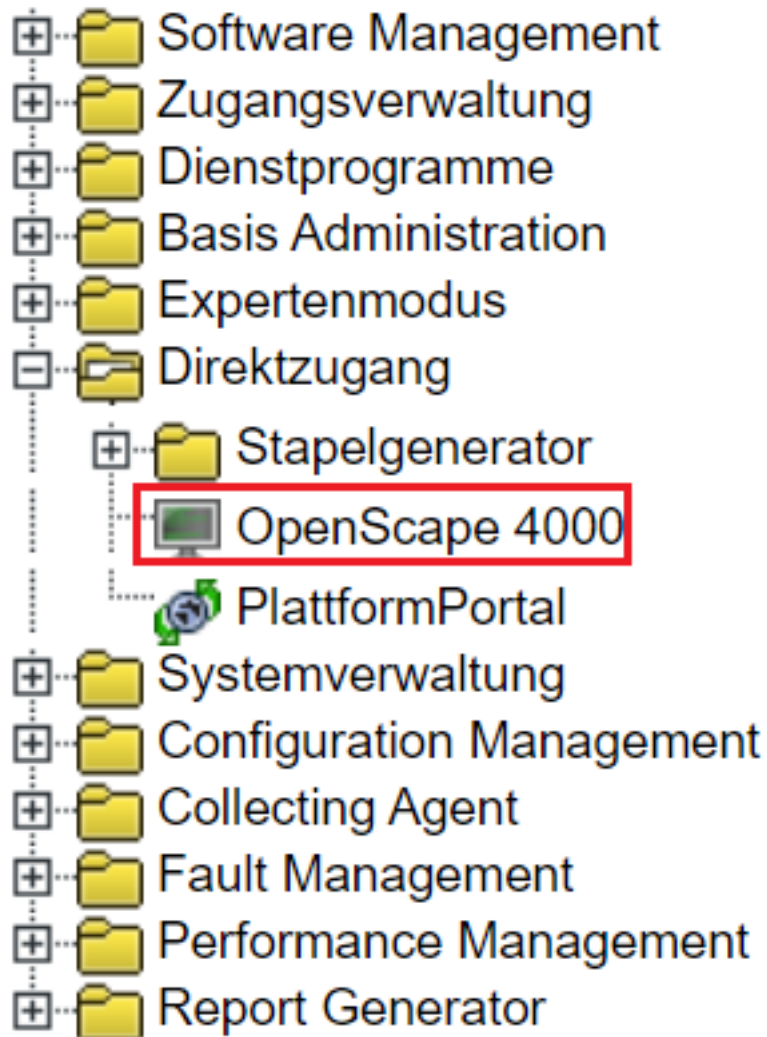 Software Management
Zugangsverwaltung
Dienstprogramme
Basis Administration
Expertenmodus
Direktzugang
Stapelgenerator
OpenScape 4000
PlattformPortal
Systemverwaltung
Configuration Management
Collecting Agent
Fault Management
Performance Management
Report Generator